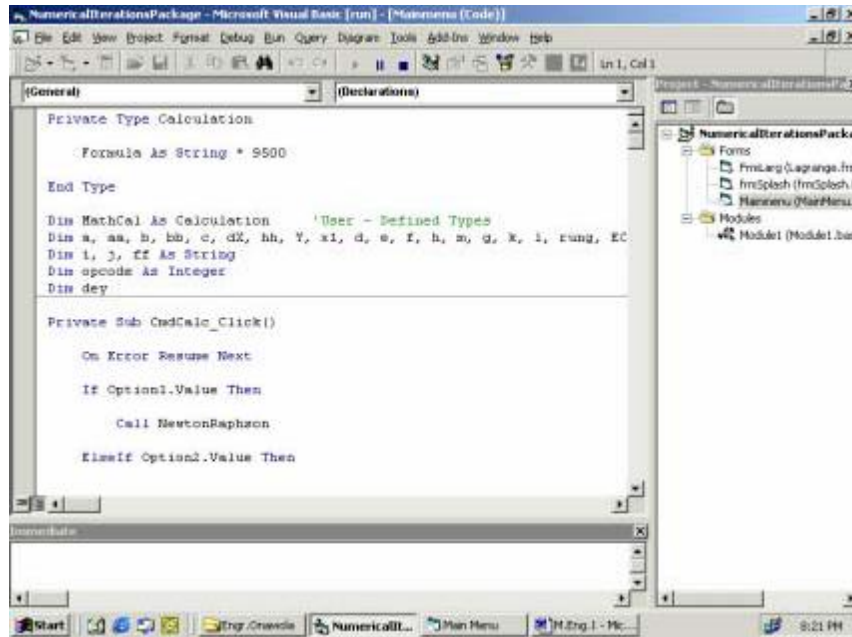 NumericalIterationsPackage - Microsoft Visual Basic [run] - [Mainmenu (Code)]
File Edit View Project Format Debug Run Query Diagram Tools Add-Ins Window Help
Ln 1, Col 1
(General) (Declarations)
Private Type Calculation
Formula As String * 9500
End Type
Dim MathCal As Calculation 'User - Defined Types
Dim a, aa, b, bb, c, dX, hh, Y, x1, d, e, f, h, m, g, k, l, rung, EC
Dim i, j, ff As String
Dim opcode As Integer
Dim dey
Private Sub CmdCalc_Click()
On Error Resume Next
If Option1.Value Then
Call NewtonRaphson
ElseIf Option2.Value Then
Immediate
Project - NumericalIterationsPa
NumericalIterationsPacka
Forms
FrmLarg (Lagrange.fr
frmSplash (frmSplash.
Mainmenu (MainMenu.
Modules
Module1 (Module1.bas
Start
Engr.Onawola
NumericalIt...
Main Menu
M.Eng.1 - Mic...
8:21 PM